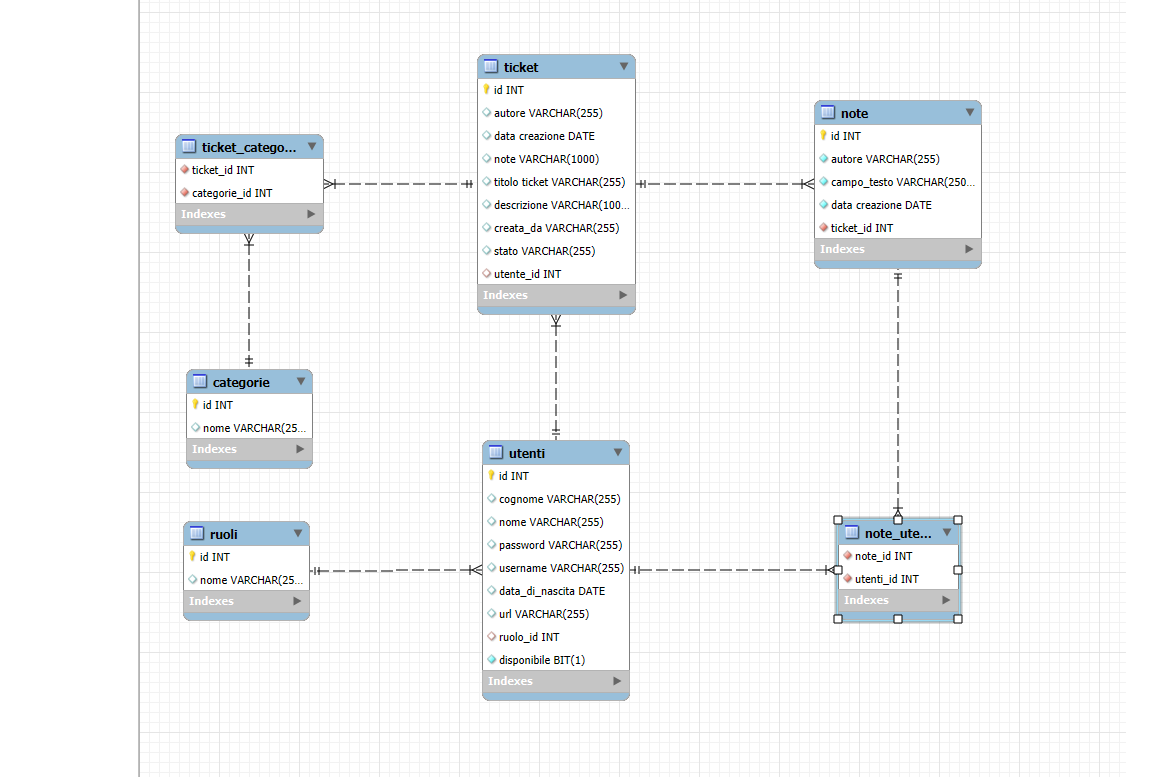 ticket
id INT
autore VARCHAR(255)
data creazione DATE
note VARCHAR(1000)
titolo ticket VARCHAR(255)
descrizione VARCHAR(100...
creata_da VARCHAR(255)
stato VARCHAR(255)
utente_id INT
Indexes
note
id INT
autore VARCHAR(255)
campo_testo VARCHAR(250...
data creazione DATE
ticket_id INT
Indexes
ticket_catego...
ticket_id INT
categorie_id INT
Indexes
categorie
id INT
nome VARCHAR(25...
Indexes
utenti
id INT
cognome VARCHAR(255)
nome VARCHAR(255)
password VARCHAR(255)
username VARCHAR(255)
data_di_nascita DATE
url VARCHAR(255)
ruolo_id INT
disponibile BIT(1)
Indexes
ruoli
id INT
nome VARCHAR(25...
Indexes
note_ute...
note_id INT
utenti_id INT
Indexes